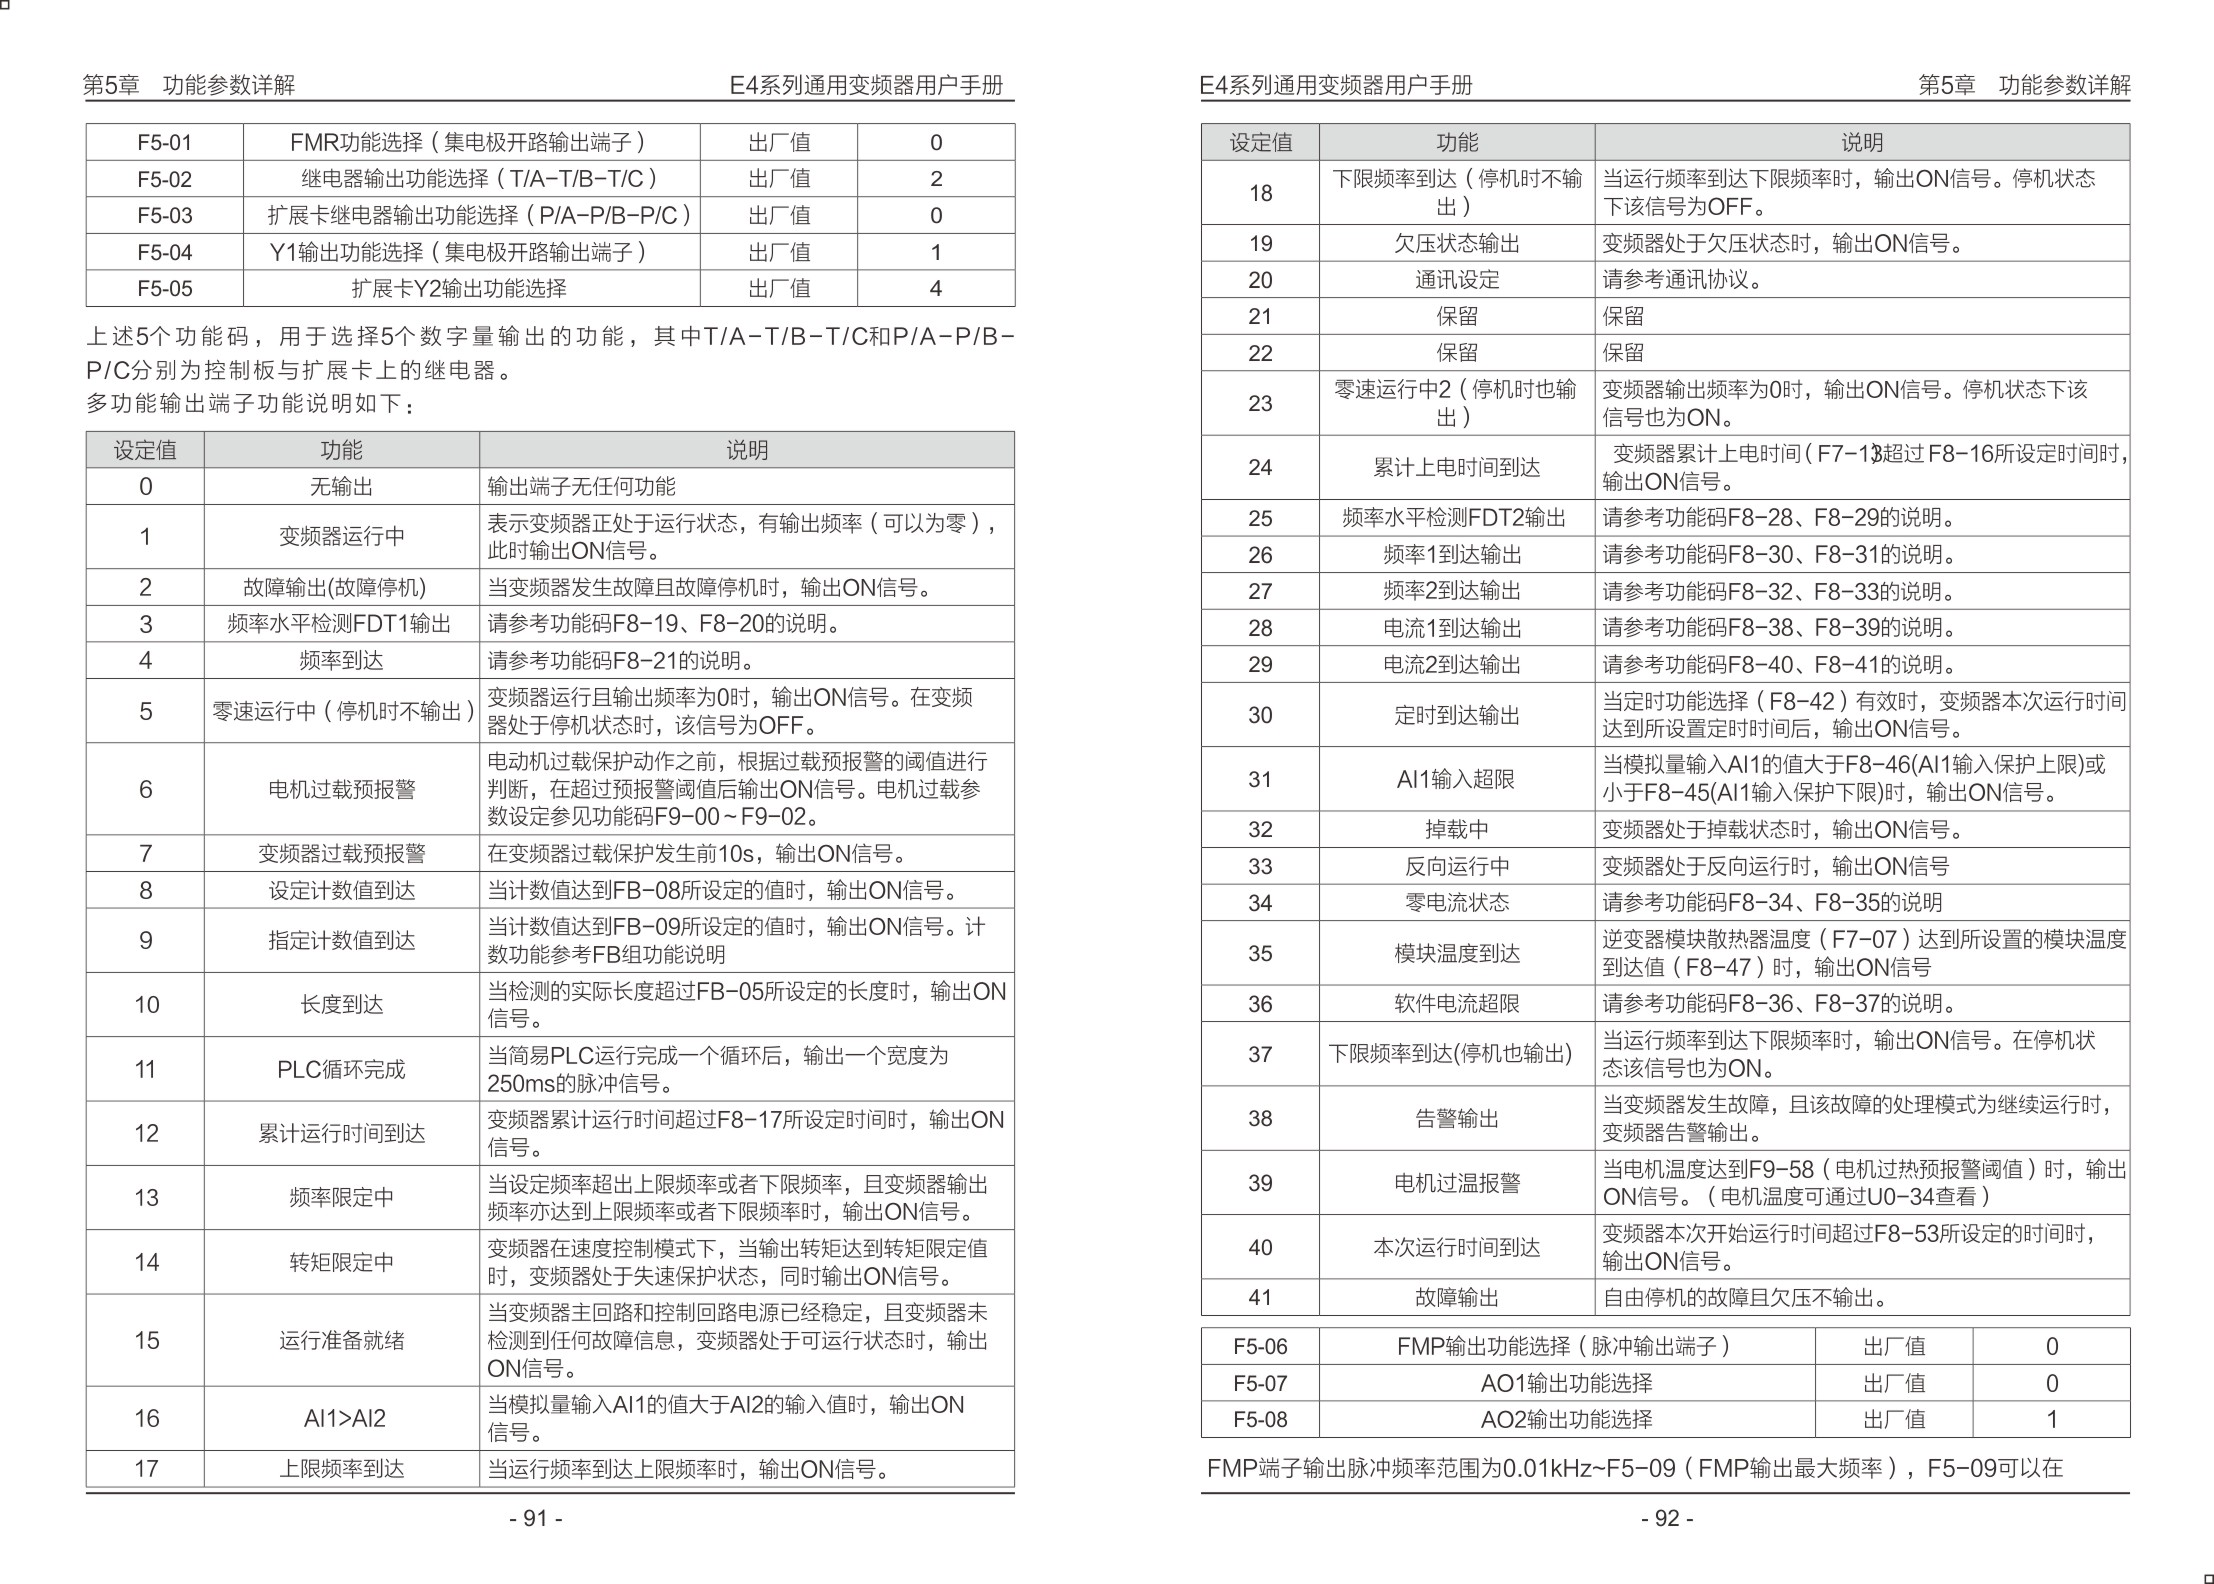 第5章　功能参数详解　E4系列通用变频器用户手册
F5-01　FMR功能选择（集电极开路输出端子）　出厂值　0
F5-02　继电器输出功能选择（T/A-T/B-T/C）　出厂值　2
F5-03　扩展卡继电器输出功能选择（P/A-P/B-P/C）　出厂值　0
F5-04　Y1输出功能选择（集电极开路输出端子）　出厂值　1
F5-05　扩展卡Y2输出功能选择　出厂值　4
上述5个功能码，用于选择5个数字量输出的功能，其中T/A-T/B-T/C和P/A-P/B-
P/C分别为控制板与扩展卡上的继电器。
多功能输出端子功能说明如下：
设定值　功能　说明
0　无输出　输出端子无任何功能
1　变频器运行中　表示变频器正处于运行状态，有输出频率（可以为零），
此时输出ON信号。
2　故障输出(故障停机)　当变频器发生故障且故障停机时，输出ON信号。
3　频率水平检测FDT1输出　请参考功能码F8-19、F8-20的说明。
4　频率到达　请参考功能码F8-21的说明。
5　零速运行中（停机时不输出）　变频器运行且输出频率为0时，输出ON信号。在变频
器处于停机状态时，该信号为OFF。
6　电机过载预报警　电动机过载保护动作之前，根据过载预报警的阈值进行
判断，在超过预报警阈值后输出ON信号。电机过载参
数设定参见功能码F9-00～F9-02。
7　变频器过载预报警　在变频器过载保护发生前10s，输出ON信号。
8　设定计数值到达　当计数值达到FB-08所设定的值时，输出ON信号。
9　指定计数值到达　当计数值达到FB-09所设定的值时，输出ON信号。计
数功能参考FB组功能说明
10　长度到达　当检测的实际长度超过FB-05所设定的长度时，输出ON
信号。
11　PLC循环完成　当简易PLC运行完成一个循环后，输出一个宽度为
250ms的脉冲信号。
12　累计运行时间到达　变频器累计运行时间超过F8-17所设定时间时，输出ON
信号。
13　频率限定中　当设定频率超出上限频率或者下限频率，且变频器输出
频率亦达到上限频率或者下限频率时，输出ON信号。
14　转矩限定中　变频器在速度控制模式下，当输出转矩达到转矩限定值
时，变频器处于失速保护状态，同时输出ON信号。
15　运行准备就绪　当变频器主回路和控制回路电源已经稳定，且变频器未
检测到任何故障信息，变频器处于可运行状态时，输出
ON信号。
16　AI1>AI2　当模拟量输入AI1的值大于AI2的输入值时，输出ON
信号。
17　上限频率到达　当运行频率到达上限频率时，输出ON信号。
- 91 -
E4系列通用变频器用户手册　第5章　功能参数详解
设定值　功能　说明
18　下限频率到达（停机时不输出）　当运行频率到达下限频率时，输出ON信号。停机状态
下该信号为OFF。
19　欠压状态输出　变频器处于欠压状态时，输出ON信号。
20　通讯设定　请参考通讯协议。
21　保留　保留
22　保留　保留
23　零速运行中2（停机时也输出）　变频器输出频率为0时，输出ON信号。停机状态下该
信号也为ON。
24　累计上电时间到达　变频器累计上电时间（F7-13）超过F8-16所设定时间时，
输出ON信号。
25　频率水平检测FDT2输出　请参考功能码F8-28、F8-29的说明。
26　频率1到达输出　请参考功能码F8-30、F8-31的说明。
27　频率2到达输出　请参考功能码F8-32、F8-33的说明。
28　电流1到达输出　请参考功能码F8-38、F8-39的说明。
29　电流2到达输出　请参考功能码F8-40、F8-41的说明。
30　定时到达输出　当定时功能选择（F8-42）有效时，变频器本次运行时间
达到所设置定时时间后，输出ON信号。
31　AI1输入超限　当模拟量输入AI1的值大于F8-46(AI1输入保护上限)或
小于F8-45(AI1输入保护下限)时，输出ON信号。
32　掉载中　变频器处于掉载状态时，输出ON信号。
33　反向运行中　变频器处于反向运行时，输出ON信号
34　零电流状态　请参考功能码F8-34、F8-35的说明
35　模块温度到达　逆变器模块散热器温度（F7-07）达到所设置的模块温度
到达值（F8-47）时，输出ON信号
36　软件电流超限　请参考功能码F8-36、F8-37的说明。
37　下限频率到达(停机也输出)　当运行频率到达下限频率时，输出ON信号。在停机状
态该信号也为ON。
38　告警输出　当变频器发生故障，且该故障的处理模式为继续运行时，
变频器告警输出。
39　电机过温报警　当电机温度达到F9-58（电机过热预报警阈值）时，输出
ON信号。（电机温度可通过U0-34查看）
40　本次运行时间到达　变频器本次开始运行时间超过F8-53所设定的时间时，
输出ON信号。
41　故障输出　自由停机的故障且欠压不输出。
F5-06　FMP输出功能选择（脉冲输出端子）　出厂值　0
F5-07　AO1输出功能选择　出厂值　0
F5-08　AO2输出功能选择　出厂值　1
FMP端子输出脉冲频率范围为0.01kHz~F5-09（FMP输出最大频率），F5-09可以在
- 92 -